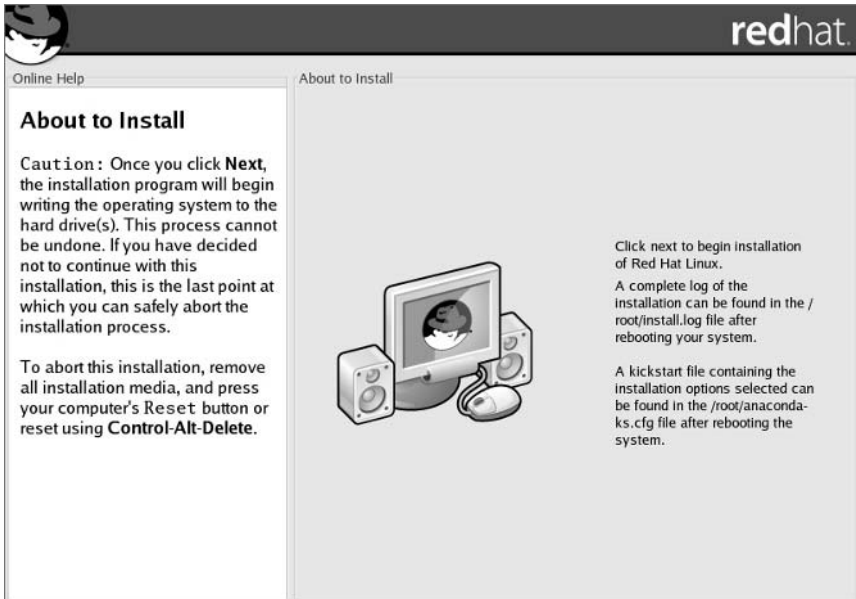 redhat.
Online Help
About to Install
About to Install
Caution: Once you click Next,
the installation program will begin
writing the operating system to the
hard drive(s). This process cannot
be undone. If you have decided
not to continue with this
installation, this is the last point at
which you can safely abort the
installation process.
To abort this installation, remove
all installation media, and press
your computer's Reset button or
reset using Control-Alt-Delete.
Click next to begin installation
of Red Hat Linux.
A complete log of the
installation can be found in the /
root/install.log file after
rebooting your system.
A kickstart file containing the
installation options selected can
be found in the /root/anaconda-
ks.cfg file after rebooting the
system.